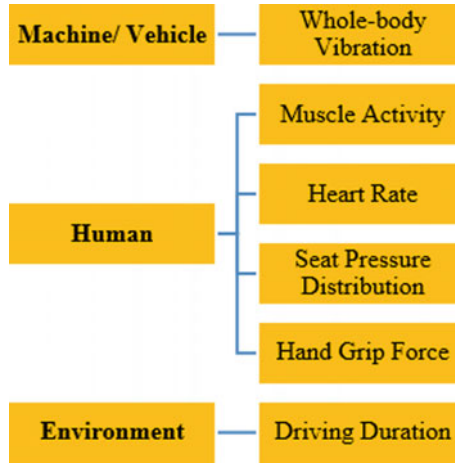 Machine/ Vehicle
Whole-body
Vibration
Muscle Activity
Heart Rate
Human
Seat Pressure
Distribution
Hand Grip Force
Environment
Driving Duration